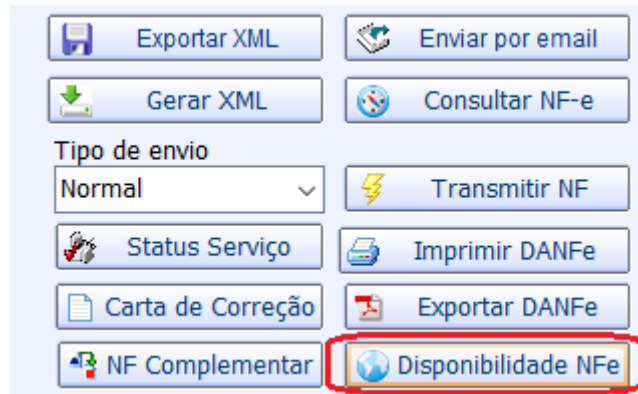 Exportar XML
Enviar por email
Gerar XML
Consultar NF-e
Tipo de envio
Normal
Transmitir NF
Status Serviço
Imprimir DANFe
Carta de Correção
Exportar DANFe
NF Complementar
Disponibilidade NFe